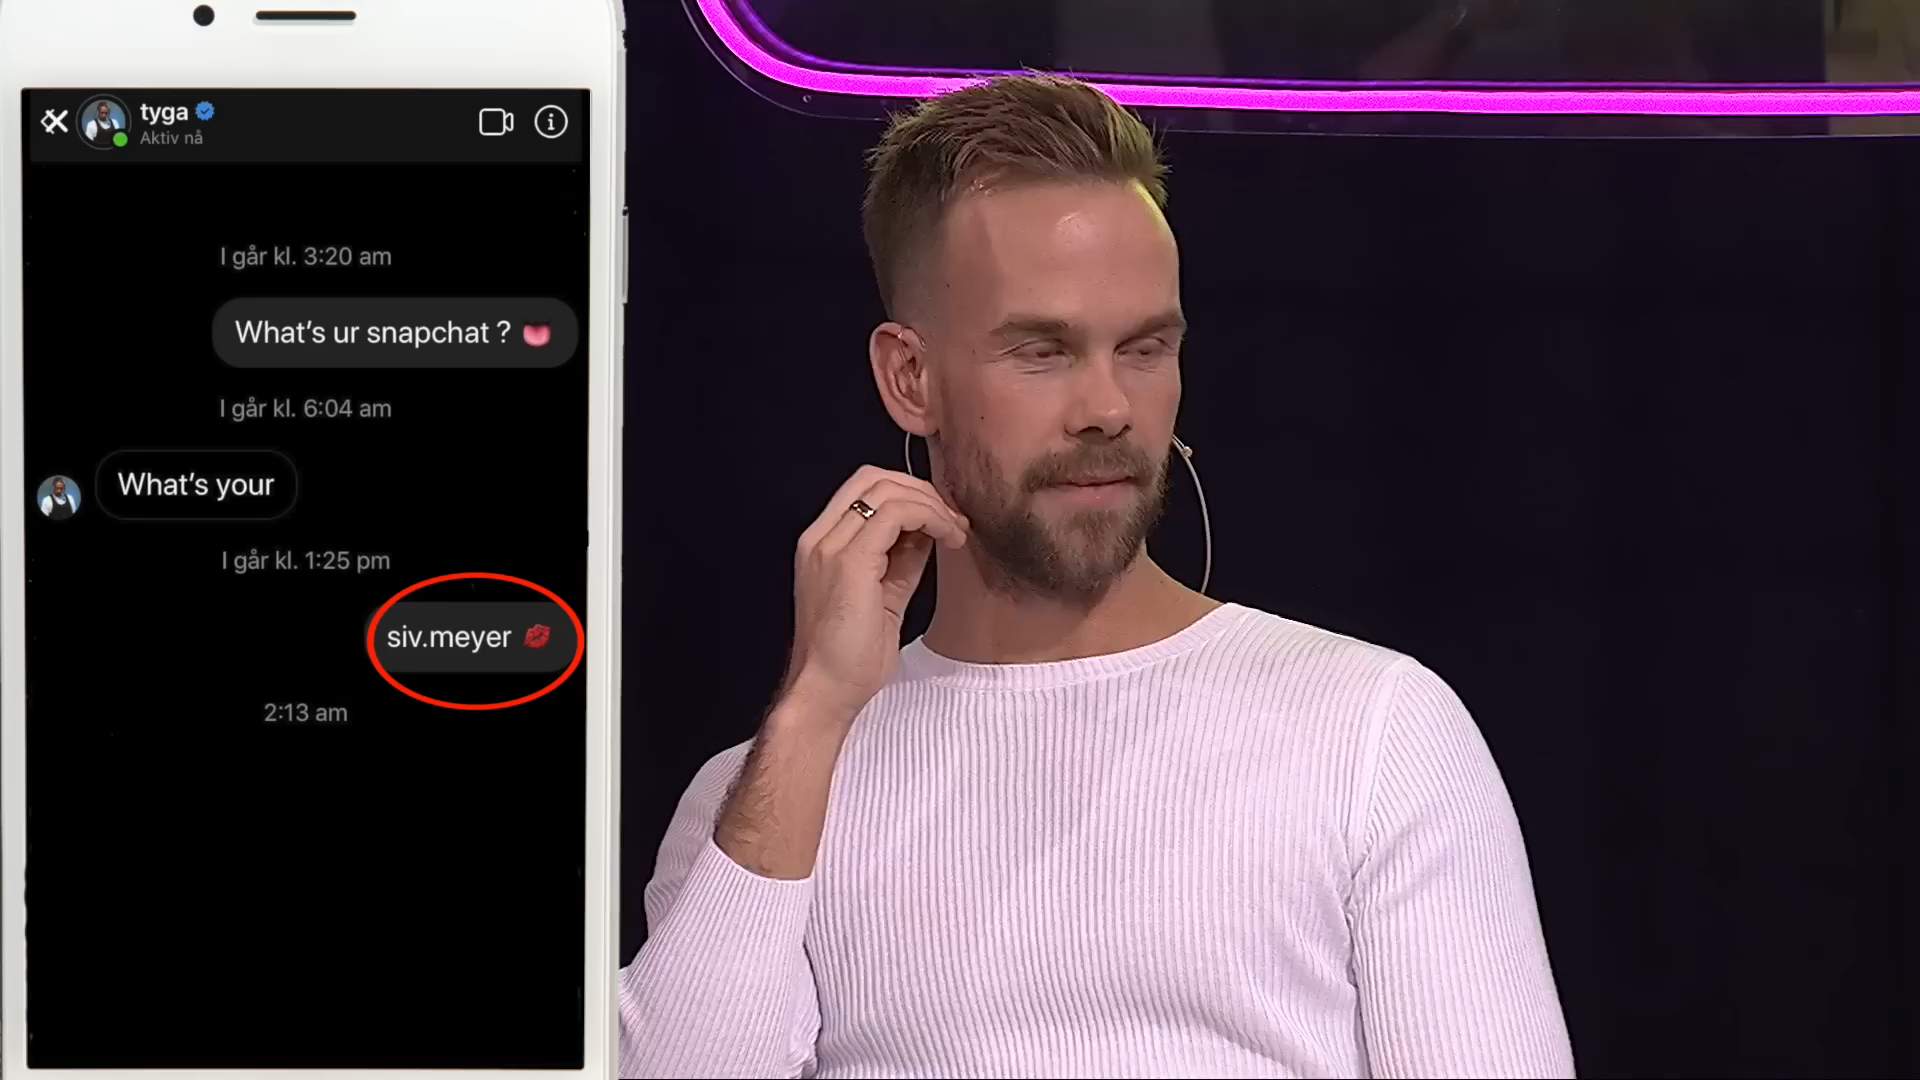 tyga
Aktiv nå
I går kl. 3:20 am
What's ur snapchat ? 👅
I går kl. 6:04 am
What's your
I går kl. 1:25 pm
siv.meyer 💋
2:13 am